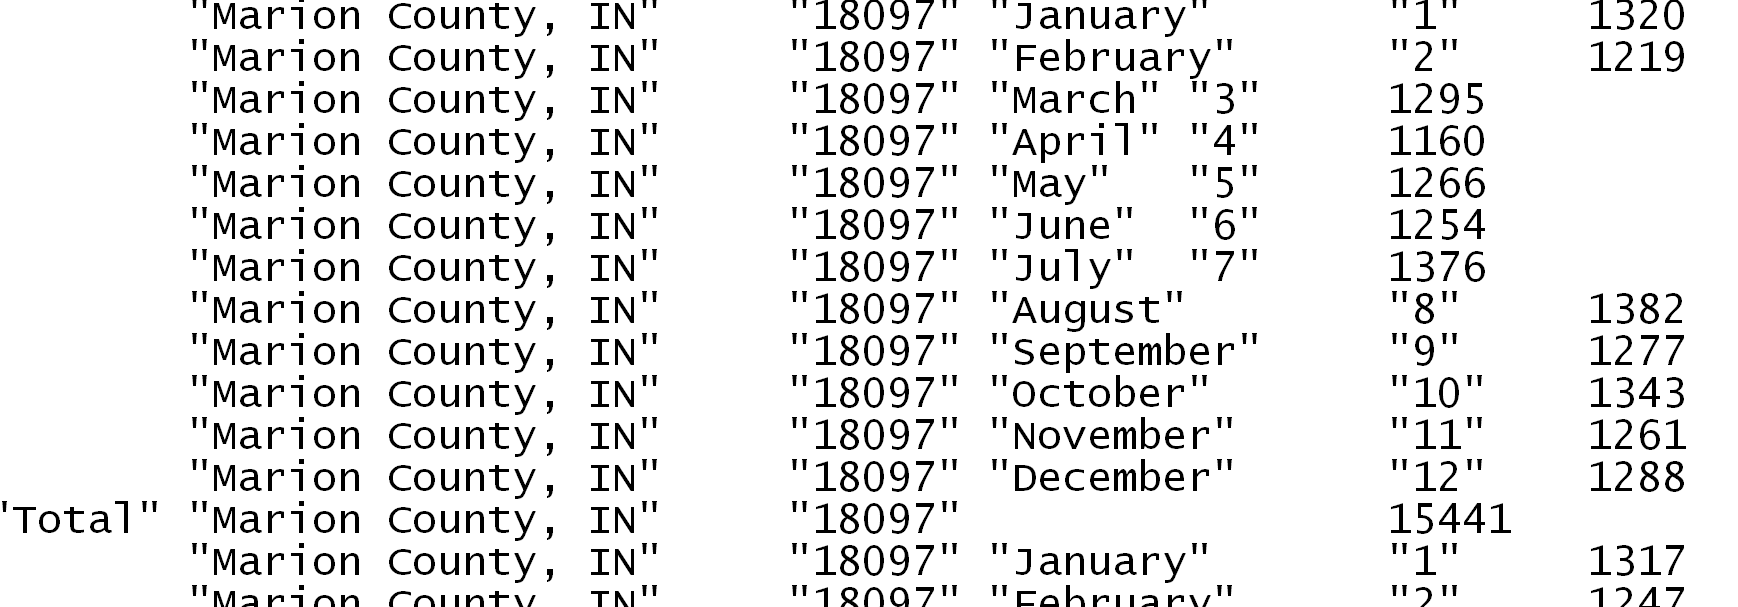 "Marion County, IN" "18097" "January" "1" 1320
"Marion County, IN" "18097" "February" "2" 1219
"Marion County, IN" "18097" "March" "3" 1295
"Marion County, IN" "18097" "April" "4" 1160
"Marion County, IN" "18097" "May" "5" 1266
"Marion County, IN" "18097" "June" "6" 1254
"Marion County, IN" "18097" "July" "7" 1376
"Marion County, IN" "18097" "August" "8" 1382
"Marion County, IN" "18097" "September" "9" 1277
"Marion County, IN" "18097" "October" "10" 1343
"Marion County, IN" "18097" "November" "11" 1261
"Marion County, IN" "18097" "December" "12" 1288
"Total" "Marion County, IN" "18097" 15441
"Marion County, IN" "18097" "January" "1" 1317
"Marion County, IN" "18097" "February" "2" 1247